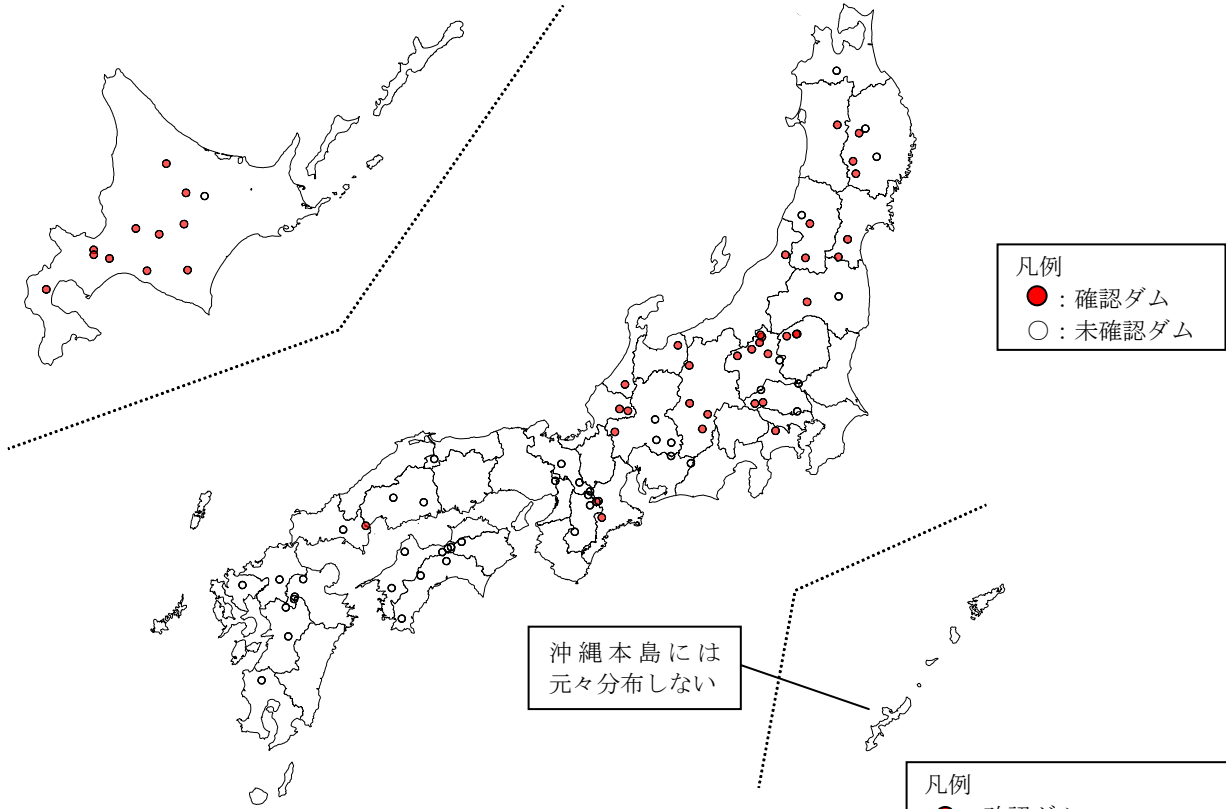 凡例
●：確認ダム
○：未確認ダム
沖縄本島には
元々分布しない
凡例